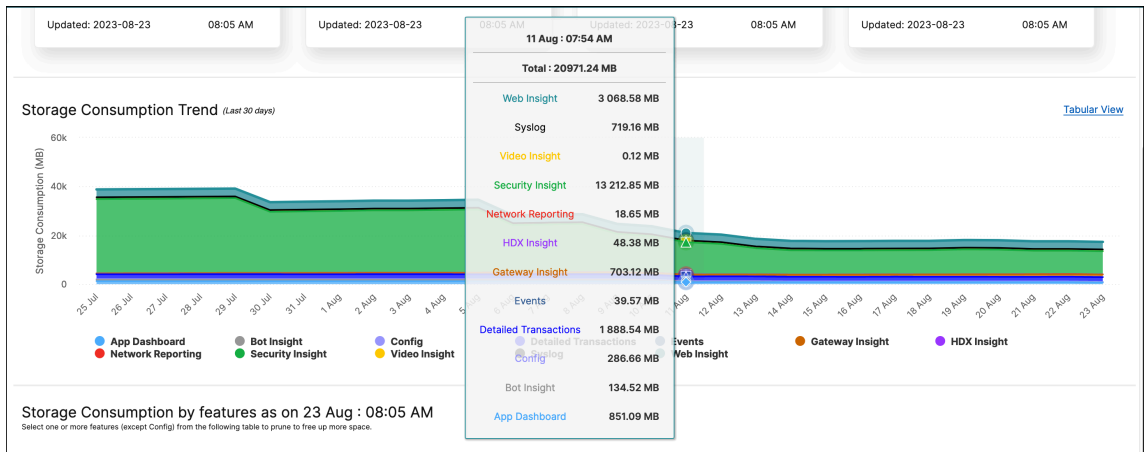 Updated: 2023-08-23 08:05 AM
Updated: 2023-08-23 08:05 AM
Updated: 2023-08-23 08:05 AM
Updated: 2023-08-23 08:05 AM
11 Aug : 07:54 AM
Total : 20971.24 MB
Web Insight 3 068.58 MB
Syslog 719.16 MB
Video Insight 0.12 MB
Security Insight 13 212.85 MB
Network Reporting 18.65 MB
HDX Insight 48.38 MB
Gateway Insight 703.12 MB
Events 39.57 MB
Detailed Transactions 1 888.54 MB
Config 286.66 MB
Bot Insight 134.52 MB
App Dashboard 851.09 MB
Storage Consumption Trend (Last 30 days)
Tabular View
Storage Consumption (MB)
60k
40k
20k
0
25 Jul
26 Jul
27 Jul
28 Jul
29 Jul
30 Jul
31 Jul
1 Aug
2 Aug
3 Aug
4 Aug
5 Aug
11 Aug
12 Aug
13 Aug
14 Aug
15 Aug
16 Aug
17 Aug
18 Aug
19 Aug
20 Aug
21 Aug
22 Aug
23 Aug
App Dashboard
Bot Insight
Config
Detailed Transactions
Events
Gateway Insight
HDX Insight
Network Reporting
Security Insight
Video Insight
Syslog
Web Insight
Storage Consumption by features as on 23 Aug : 08:05 AM
Select one or more features (except Config) from the following table to prune to free up more space.